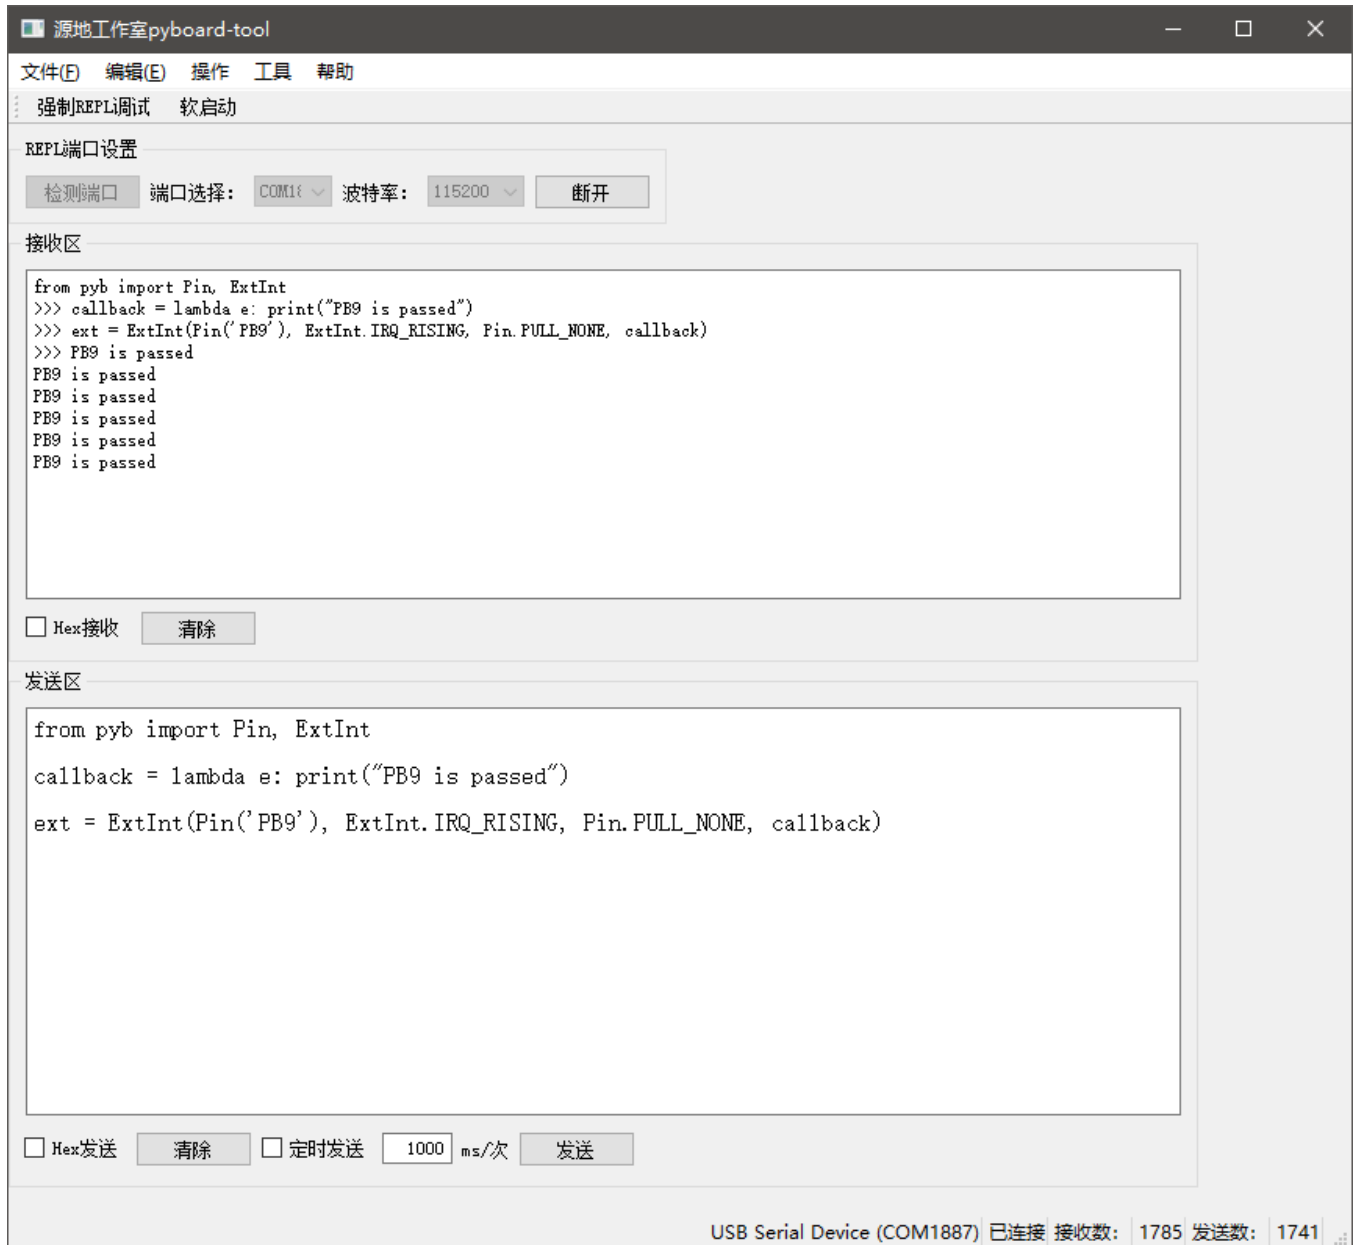 源地工作室pyboard-tool
文件(F) 编辑(E) 操作 工具 帮助
强制REPL调试 软启动
REPL端口设置
检测端口 端口选择： COM18 波特率： 115200 断开
接收区
from pyb import Pin, ExtInt
>>> callback = lambda e: print("PB9 is passed")
>>> ext = ExtInt(Pin('PB9'), ExtInt.IRQ_RISING, Pin.PULL_NONE, callback)
>>> PB9 is passed
PB9 is passed
PB9 is passed
PB9 is passed
PB9 is passed
PB9 is passed
Hex接收 清除
发送区
from pyb import Pin, ExtInt
callback = lambda e: print("PB9 is passed")
ext = ExtInt(Pin('PB9'), ExtInt.IRQ_RISING, Pin.PULL_NONE, callback)
Hex发送 清除 定时发送 1000 ms/次 发送
USB Serial Device (COM1887) 已连接 接收数： 1785 发送数： 1741